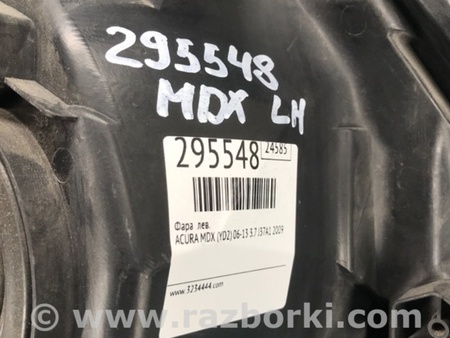 295548
MDX LH
295548 24585
Фара лев.
ACURA MDX (YD2) 06-13 3.7 J37A1 2009
www.3234444.com
www.razborki.com